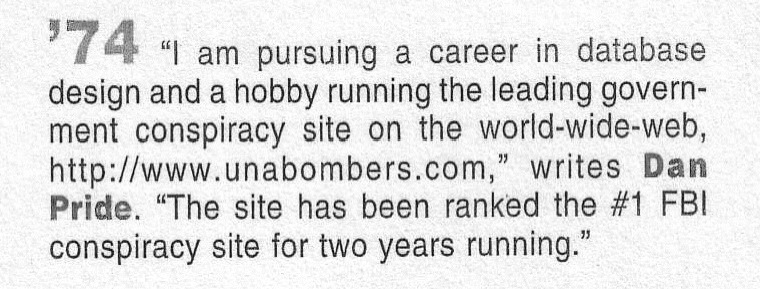 ’74 “I am pursuing a career in database
design and a hobby running the leading govern-
ment conspiracy site on the world-wide-web,
http://www.unabombers.com,” writes Dan
Pride. “The site has been ranked the #1 FBI
conspiracy site for two years running.”